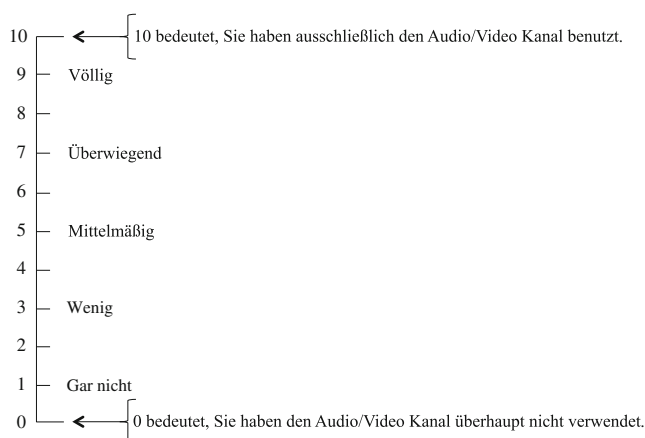 10 10 bedeutet, Sie haben ausschließlich den Audio/Video Kanal benutzt.
9 Völlig
8
7 Überwiegend
6
5 Mittelmäßig
4
3 Wenig
2
1 Gar nicht
0 0 bedeutet, Sie haben den Audio/Video Kanal überhaupt nicht verwendet.